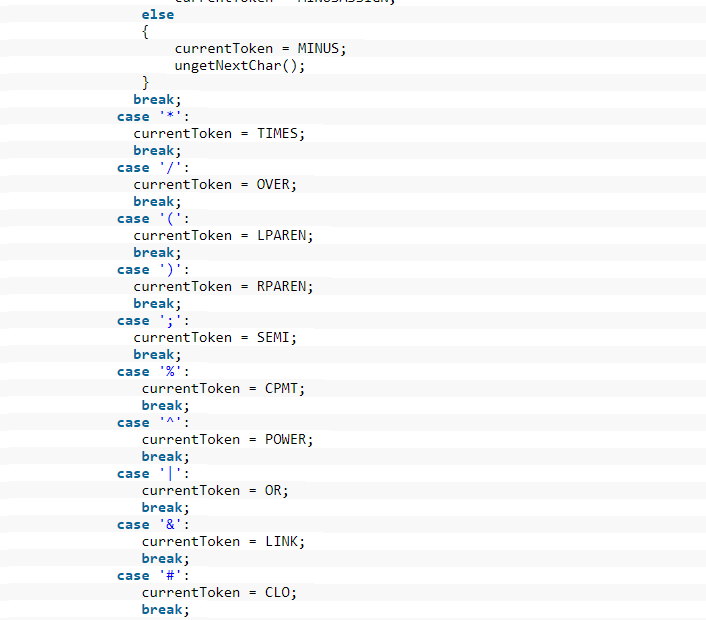 currentToken = MINUSASSIGN;
else
{
currentToken = MINUS;
ungetNextChar();
}
break;
case '*':
currentToken = TIMES;
break;
case '/':
currentToken = OVER;
break;
case '(':
currentToken = LPAREN;
break;
case ')':
currentToken = RPAREN;
break;
case ';':
currentToken = SEMI;
break;
case '%':
currentToken = CPMT;
break;
case '^':
currentToken = POWER;
break;
case '|':
currentToken = OR;
break;
case '&':
currentToken = LINK;
break;
case '#':
currentToken = CLO;
break;